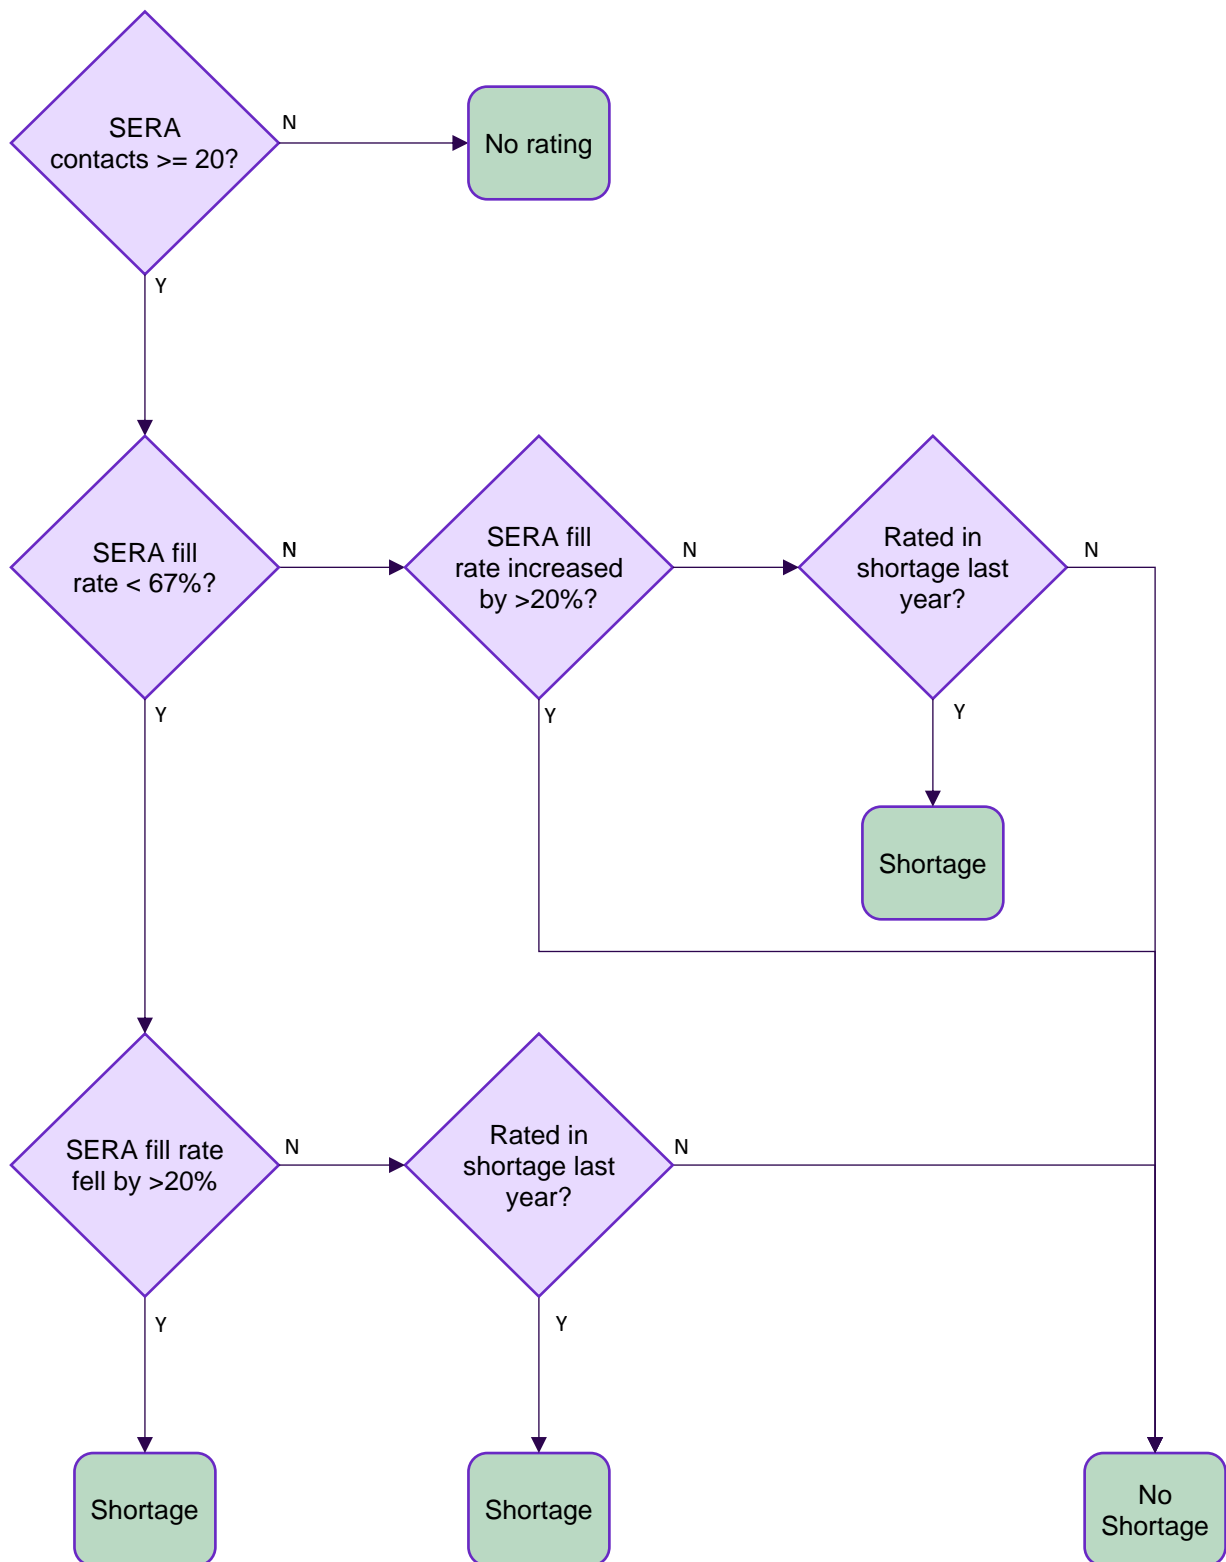 SERA
contacts >= 20?
N
No rating
Y
SERA fill
rate < 67%?
N
SERA fill
rate increased
by >20%?
N
Rated in
shortage last
year?
N
Y
Y
Y
Shortage
SERA fill rate
fell by >20%
N
Rated in
shortage last
year?
N
Y
Y
Shortage
Shortage
No
Shortage